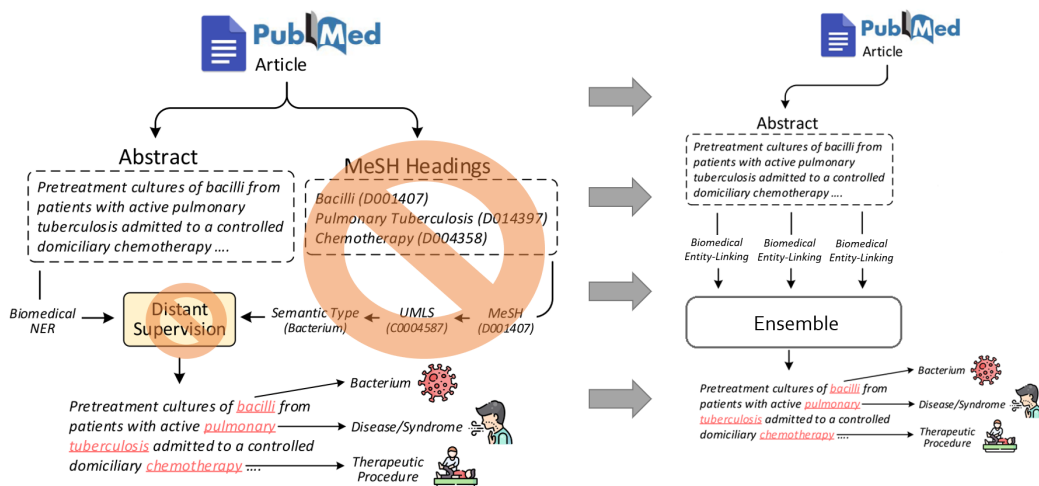 PubMed
Article
Abstract
Pretreatment cultures of bacilli from
patients with active pulmonary
tuberculosis admitted to a controlled
domiciliary chemotherapy ....
MeSH Headings
Bacilli (D001407)
Pulmonary Tuberculosis (D014397)
Chemotherapy (D004358)
Biomedical
NER
Distant
Supervision
Semantic Type
(Bacterium)
UMLS
(C0004587)
MeSH
(D001407)
Pretreatment cultures of bacilli from
patients with active pulmonary
tuberculosis admitted to a controlled
domiciliary chemotherapy ....
Bacterium
Disease/Syndrome
Therapeutic
Procedure
PubMed
Article
Abstract
Pretreatment cultures of bacilli from
patients with active pulmonary
tuberculosis admitted to a controlled
domiciliary chemotherapy ....
Biomedical
Entity-Linking
Biomedical
Entity-Linking
Biomedical
Entity-Linking
Ensemble
Pretreatment cultures of bacilli from
patients with active pulmonary
tuberculosis admitted to a controlled
domiciliary chemotherapy ....
Bacterium
Disease/Syndrome
Therapeutic
Procedure